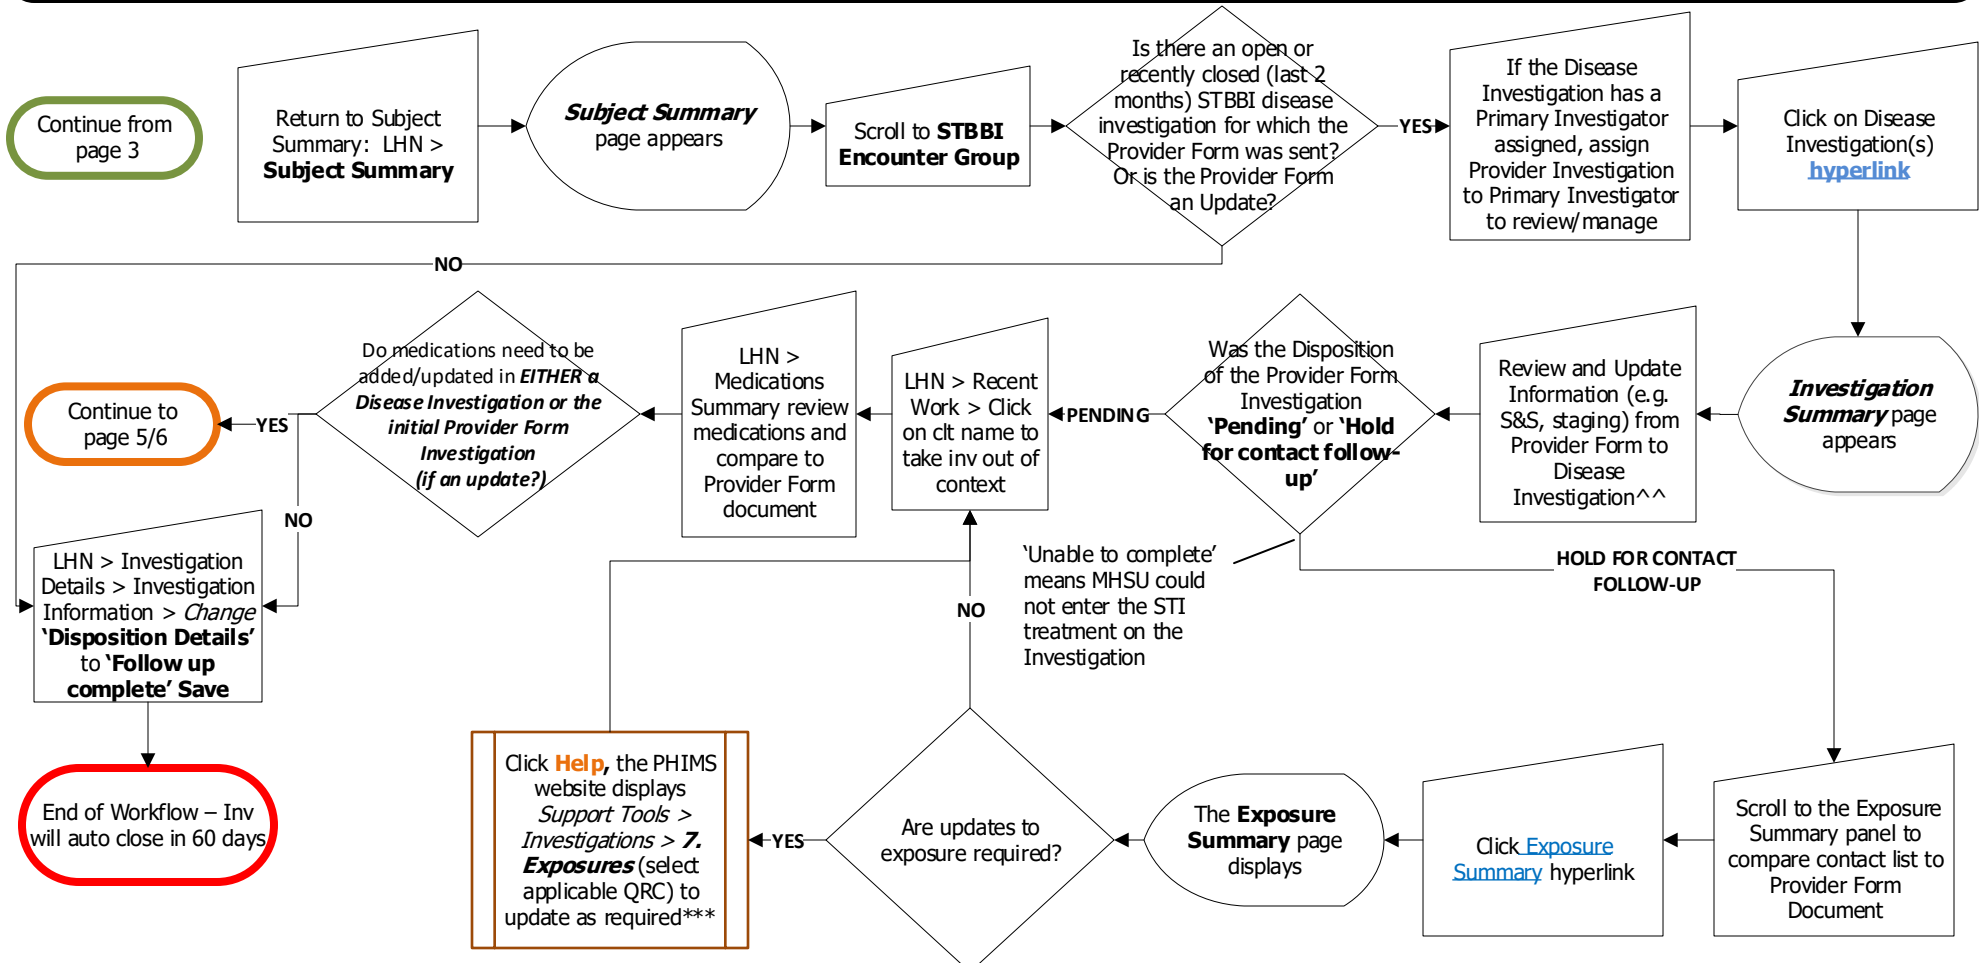 Continue from
page 3
Return to Subject
Summary: LHN >
Subject Summary
Subject Summary
page appears
Scroll to STBBI
Encounter Group
Is there an open or
recently closed (last 2
months) STBBI disease
investigation for which the
Provider Form was sent?
Or is the Provider Form
an Update?
YES
If the Disease
Investigation has a
Primary Investigator
assigned, assign
Provider Investigation
to Primary Investigator
to review/manage
Click on Disease
Investigation(s)
hyperlink
NO
Investigation
Summary page
appears
Review and Update
Information (e.g.
S&S, staging) from
Provider Form to
Disease
Investigation^^
Was the Disposition
of the Provider Form
Investigation
‘Pending’ or ‘Hold
for contact follow-
up’
PENDING
LHN > Recent
Work > Click
on clt name to
take inv out of
context
LHN >
Medications
Summary review
medications and
compare to
Provider Form
document
Do medications need to be
added/updated in EITHER a
Disease Investigation or the
initial Provider Form
Investigation
(if an update?)
YES
Continue to
page 5/6
NO
LHN > Investigation
Details > Investigation
Information > Change
‘Disposition Details’
to ‘Follow up
complete’ Save
End of Workflow – Inv
will auto close in 60 days
‘Unable to complete’
means MHSU could
not enter the STI
treatment on the
Investigation
HOLD FOR CONTACT
FOLLOW-UP
Scroll to the Exposure
Summary panel to
compare contact list to
Provider Form
Document
Click Exposure
Summary hyperlink
The Exposure
Summary page
displays
Are updates to
exposure required?
NO
YES
Click Help, the PHIMS
website displays
Support Tools >
Investigations > 7.
Exposures (select
applicable QRC) to
update as required***